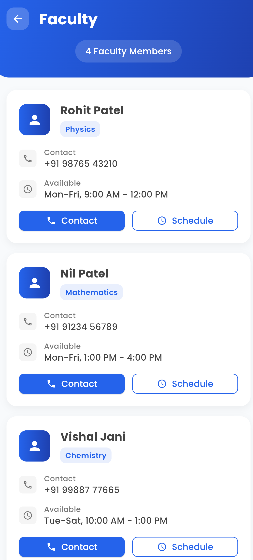 Faculty
4 Faculty Members
Rohit Patel
Physics
Contact
+91 98765 43210
Available
Mon-Fri, 9:00 AM - 12:00 PM
Contact
Schedule
Nil Patel
Mathematics
Contact
+91 91234 56789
Available
Mon-Fri, 1:00 PM - 4:00 PM
Contact
Schedule
Vishal Jani
Chemistry
Contact
+91 99887 77665
Available
Tue-Sat, 10:00 AM - 1:00 PM
Contact
Schedule